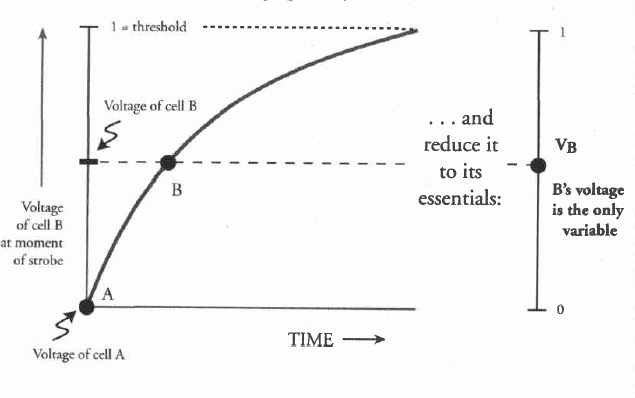 1 = threshold
Voltage of cell B
B
Voltage
of cell B
at moment
of strobe
A
Voltage of cell A
TIME
. . . and
reduce it
to its
essentials:
1
VB
B's voltage
is the only
variable
0